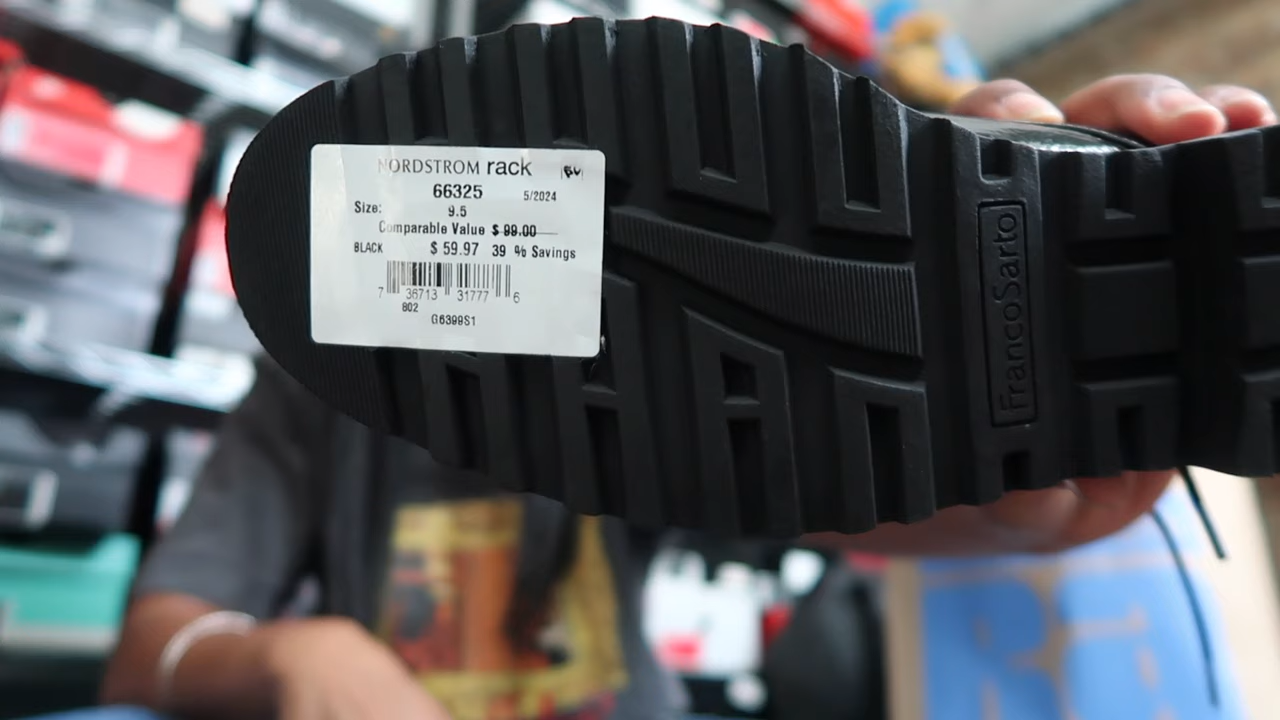 NORDSTROM rack
66325 5/2024
Size: 9.5
Comparable Value $ 99.00
BLACK $ 59.97 39 % Savings
7 36713 31777 6
802
G6399S1
FrancoSarto